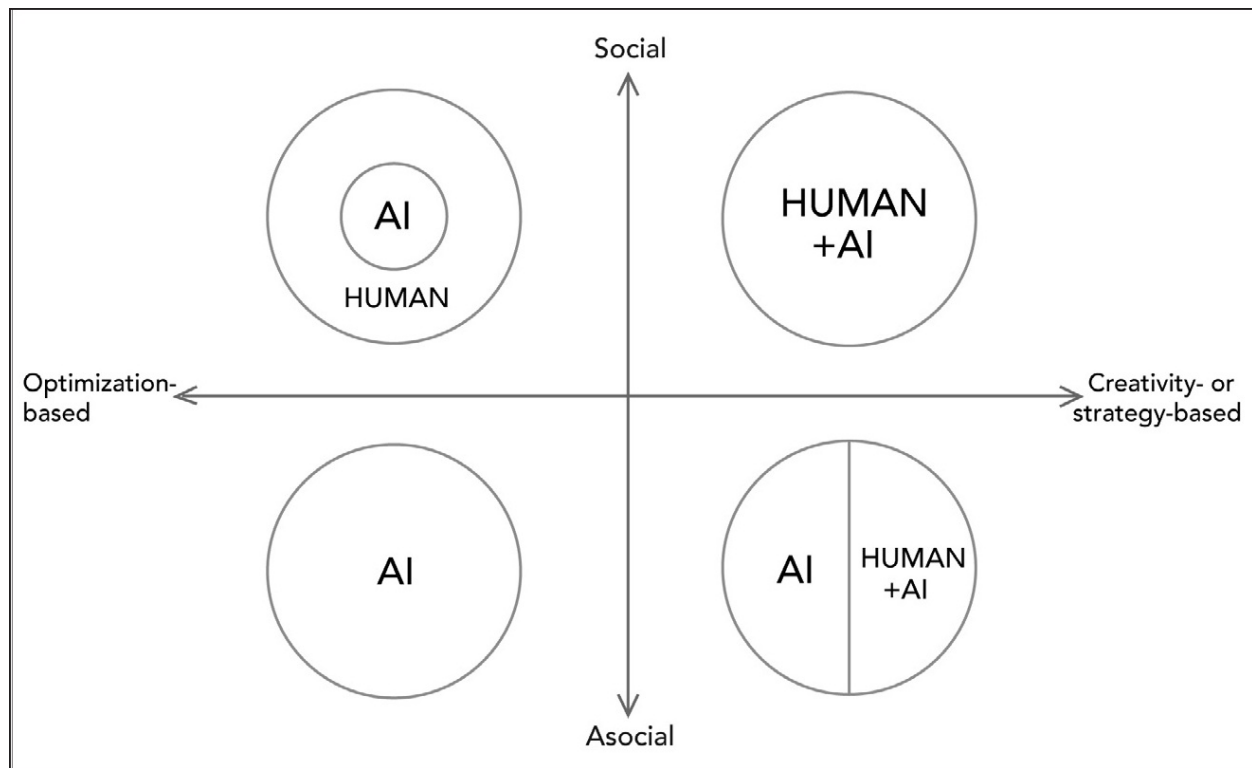 Social
AI
HUMAN
HUMAN
+AI
Optimization-
based
Creativity- or
strategy-based
AI
AI
HUMAN
+AI
Asocial